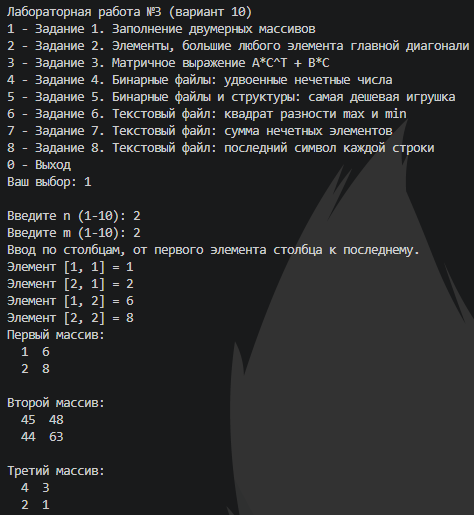 Лабораторная работа №3 (вариант 10)
1 - Задание 1. Заполнение двумерных массивов
2 - Задание 2. Элементы, большие любого элемента главной диагонали
3 - Задание 3. Матричное выражение A*C^T + B*C
4 - Задание 4. Бинарные файлы: удвоенные нечетные числа
5 - Задание 5. Бинарные файлы и структуры: самая дешевая игрушка
6 - Задание 6. Текстовый файл: квадрат разности max и min
7 - Задание 7. Текстовый файл: сумма нечетных элементов
8 - Задание 8. Текстовый файл: последний символ каждой строки
0 - Выход
Ваш выбор: 1
Введите n (1-10): 2
Введите m (1-10): 2
Ввод по столбцам, от первого элемента столбца к последнему.
Элемент [1, 1] = 1
Элемент [2, 1] = 2
Элемент [1, 2] = 6
Элемент [2, 2] = 8
Первый массив:
1 6
2 8
Второй массив:
45 48
44 63
Третий массив:
4 3
2 1